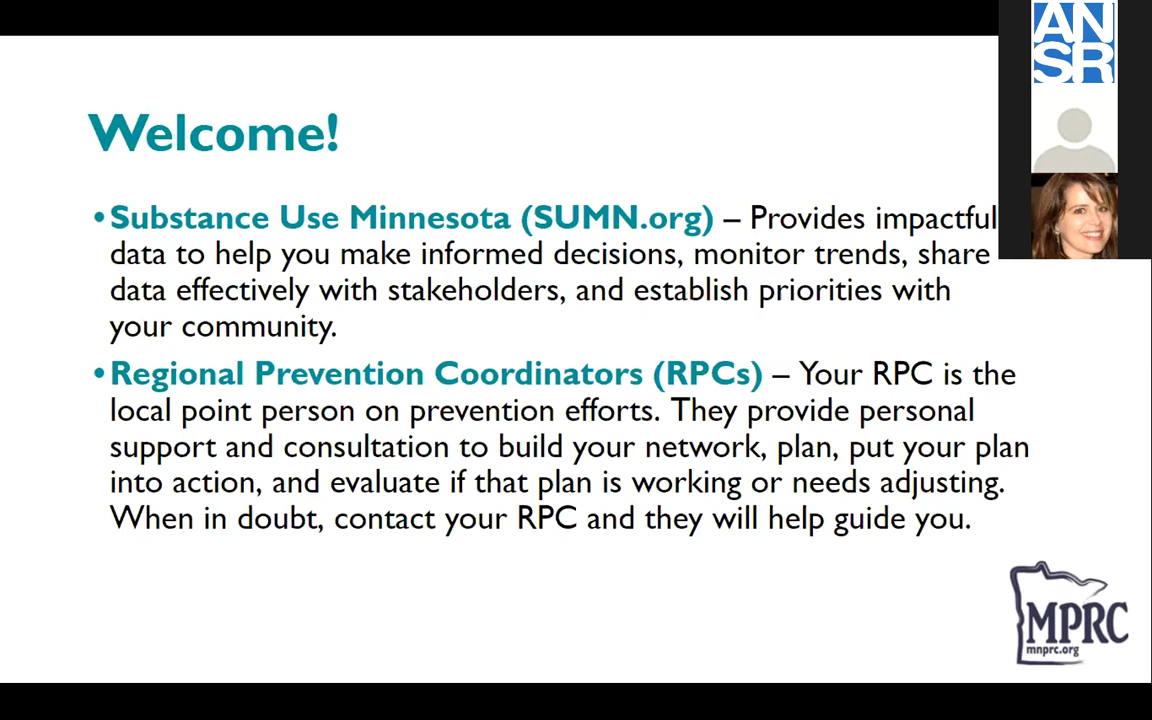 AN
SR
Welcome!
• Substance Use Minnesota (SUMN.org) – Provides impactful
data to help you make informed decisions, monitor trends, share
data effectively with stakeholders, and establish priorities with
your community.
• Regional Prevention Coordinators (RPCs) – Your RPC is the
local point person on prevention efforts. They provide personal
support and consultation to build your network, plan, put your plan
into action, and evaluate if that plan is working or needs adjusting.
When in doubt, contact your RPC and they will help guide you.
MPRC
mnprc.org